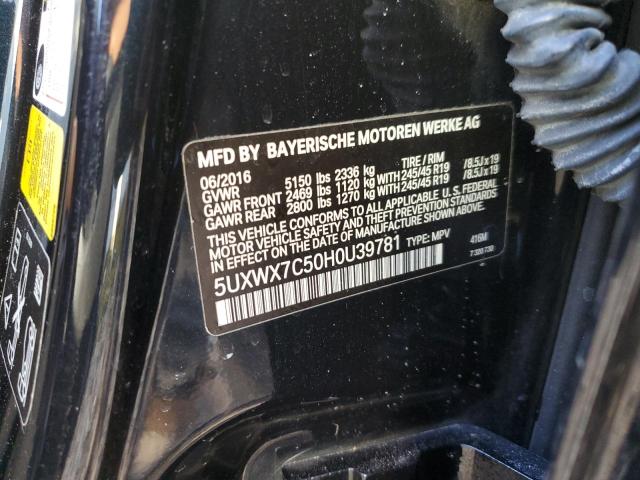 MFD BY BAYERISCHE MOTOREN WERKE AG
06/2016 TIRE / RIM
GVWR 5150 lbs 2336 kg
GAWR FRONT 2469 lbs 1120 kg WITH 245/45 R19 /8.5J x 19
GAWR REAR 2800 lbs 1270 kg WITH 245/45 R19 /8.5J x 19
THIS VEHICLE CONFORMS TO ALL APPLICABLE U.S. FEDERAL
MOTOR VEHICLE SAFETY AND THEFT PREVENTION STANDARDS
IN EFFECT ON THE DATE OF MANUFACTURE SHOWN ABOVE.
5UXWX7C50H0U39781 TYPE: MPV 416M
7 320 730